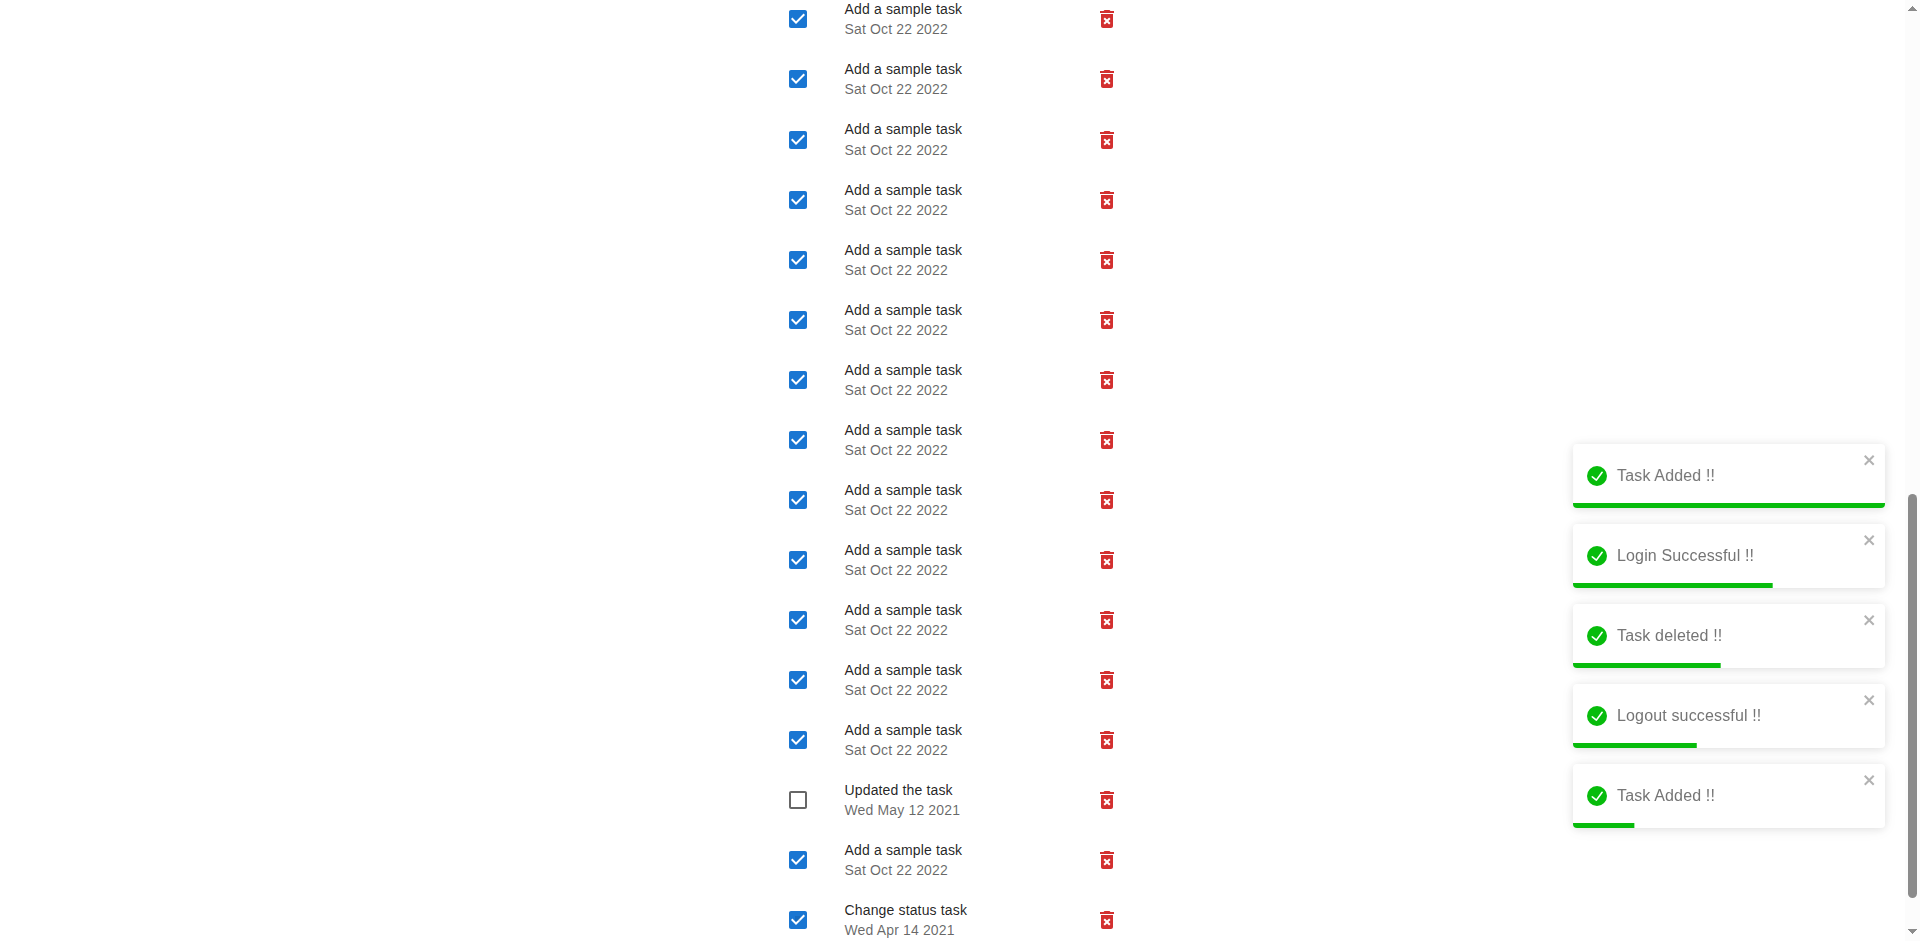 Add a sample task
Sat Oct 22 2022
Add a sample task
Sat Oct 22 2022
Add a sample task
Sat Oct 22 2022
Add a sample task
Sat Oct 22 2022
Add a sample task
Sat Oct 22 2022
Add a sample task
Sat Oct 22 2022
Add a sample task
Sat Oct 22 2022
Add a sample task
Sat Oct 22 2022
Add a sample task
Sat Oct 22 2022
Add a sample task
Sat Oct 22 2022
Add a sample task
Sat Oct 22 2022
Add a sample task
Sat Oct 22 2022
Add a sample task
Sat Oct 22 2022
Updated the task
Wed May 12 2021
Add a sample task
Sat Oct 22 2022
Change status task
Wed Apr 14 2021
Task Added !!
Login Successful !!
Task deleted !!
Logout successful !!
Task Added !!